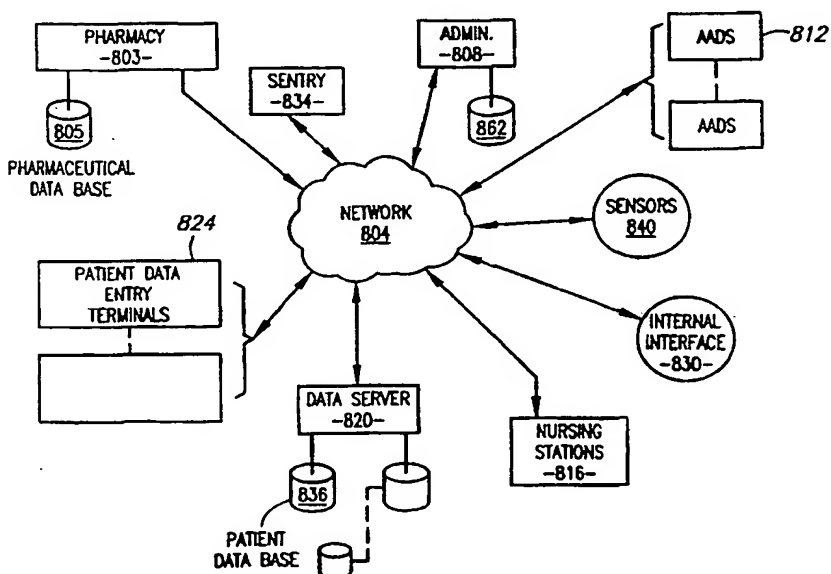 PHARMACY
-803-
805
PHARMACEUTICAL
DATA BASE
SENTRY
-834-
ADMIN.
-808-
862
AADS
812
AADS
NETWORK
804
SENSORS
840
824
PATIENT DATA
ENTRY
TERMINALS
INTERNAL
INTERFACE
-830-
DATA SERVER
-820-
836
PATIENT
DATA BASE
NURSING
STATIONS
-816-